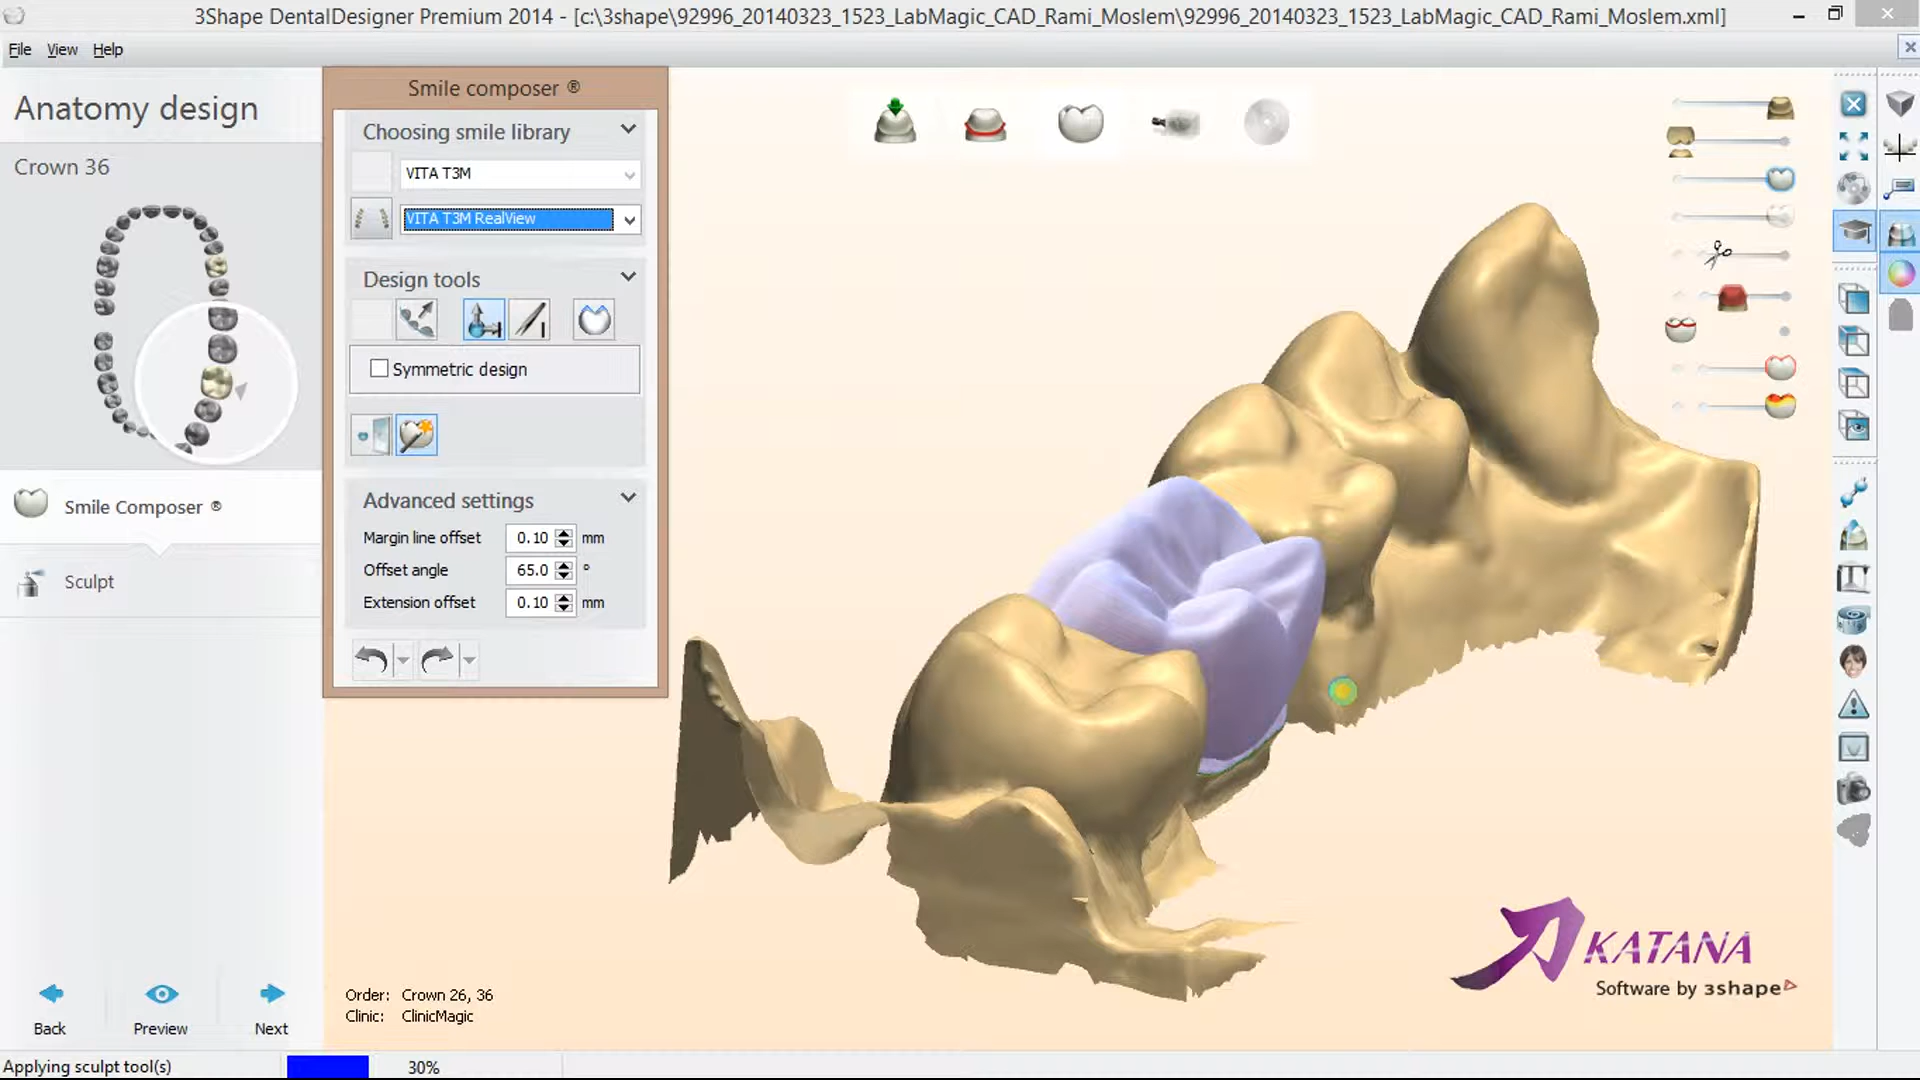 3Shape DentalDesigner Premium 2014 - [c:\3shape\92996_20140323_1523_LabMagic_CAD_Rami_Moslem\92996_20140323_1523_LabMagic_CAD_Rami_Moslem.xml]
File View Help
Anatomy design
Crown 36
Smile Composer ®
Sculpt
Smile composer ®
Choosing smile library
VITA T3M
VITA T3M RealView
Design tools
Symmetric design
Advanced settings
Margin line offset 0.10 mm
Offset angle 65.0 °
Extension offset 0.10 mm
KATANA
Software by 3shape
Order: Crown 26, 36
Clinic: ClinicMagic
Back Preview Next
Applying sculpt tool(s) 30%